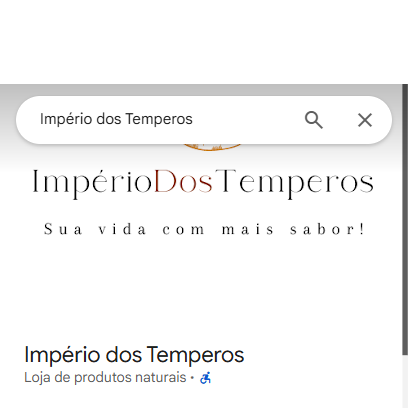 Império dos Temperos
ImpérioDosTemperos
Sua vida com mais sabor!
Império dos Temperos
Loja de produtos naturais ·